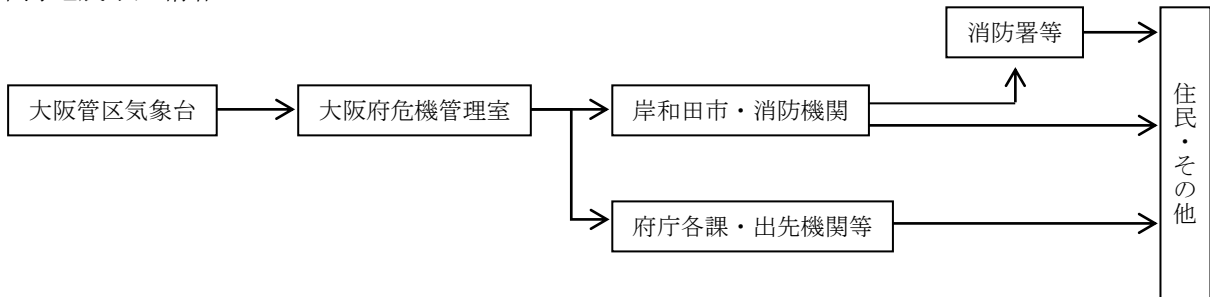 消防署等
大阪管区気象台
大阪府危機管理室
岸和田市・消防機関
住民・その他
府庁各課・出先機関等